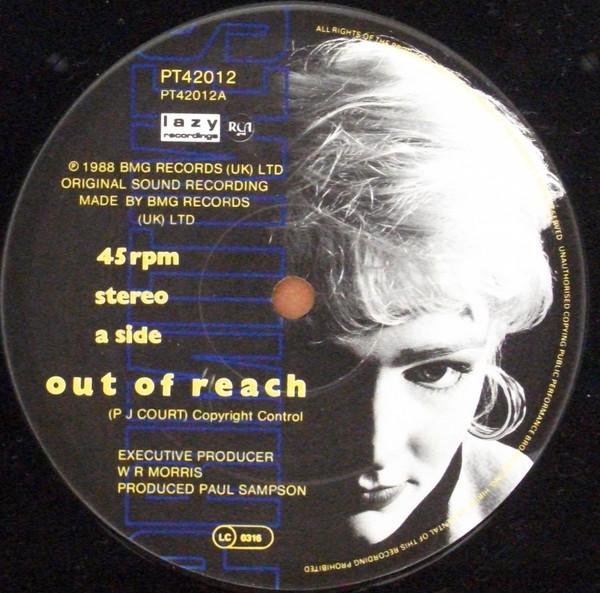 PT42012
PT42012A
lazy
recordings
RCA
℗ 1988 BMG RECORDS (UK) LTD
ORIGINAL SOUND RECORDING
MADE BY BMG RECORDS
(UK) LTD
45 rpm
stereo
a side
out of reach
(P J COURT) Copyright Control
EXECUTIVE PRODUCER
W R MORRIS
PRODUCED PAUL SAMPSON
LC 0316
ALL RIGHTS OF THE RESERVED UNAUTHORISED COPYING PUBLIC PERFORMANCE RENTAL OF THIS RECORDING PROHIBITED